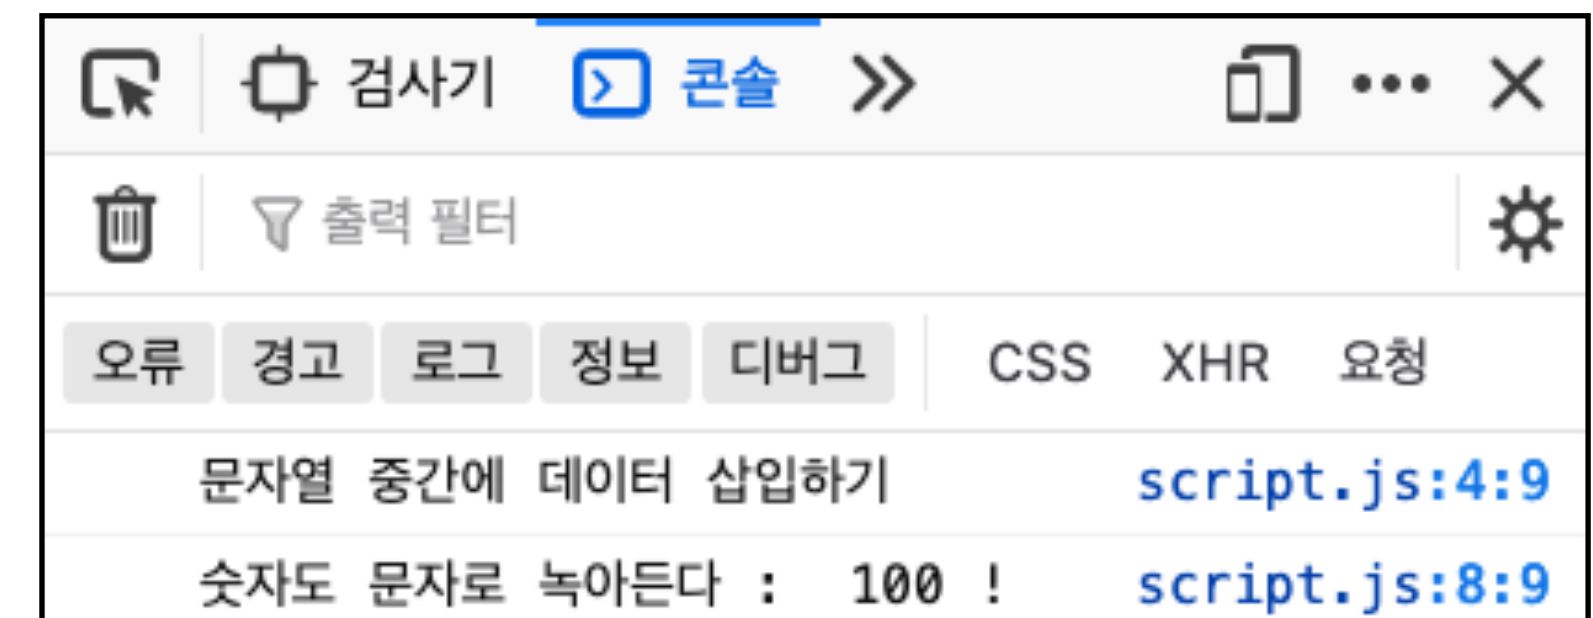 검사기 콘솔
출력 필터
오류 경고 로그 정보 디버그 CSS XHR 요청
문자열 중간에 데이터 삽입하기 script.js:4:9
숫자도 문자로 녹아든다 :  100 ! script.js:8:9